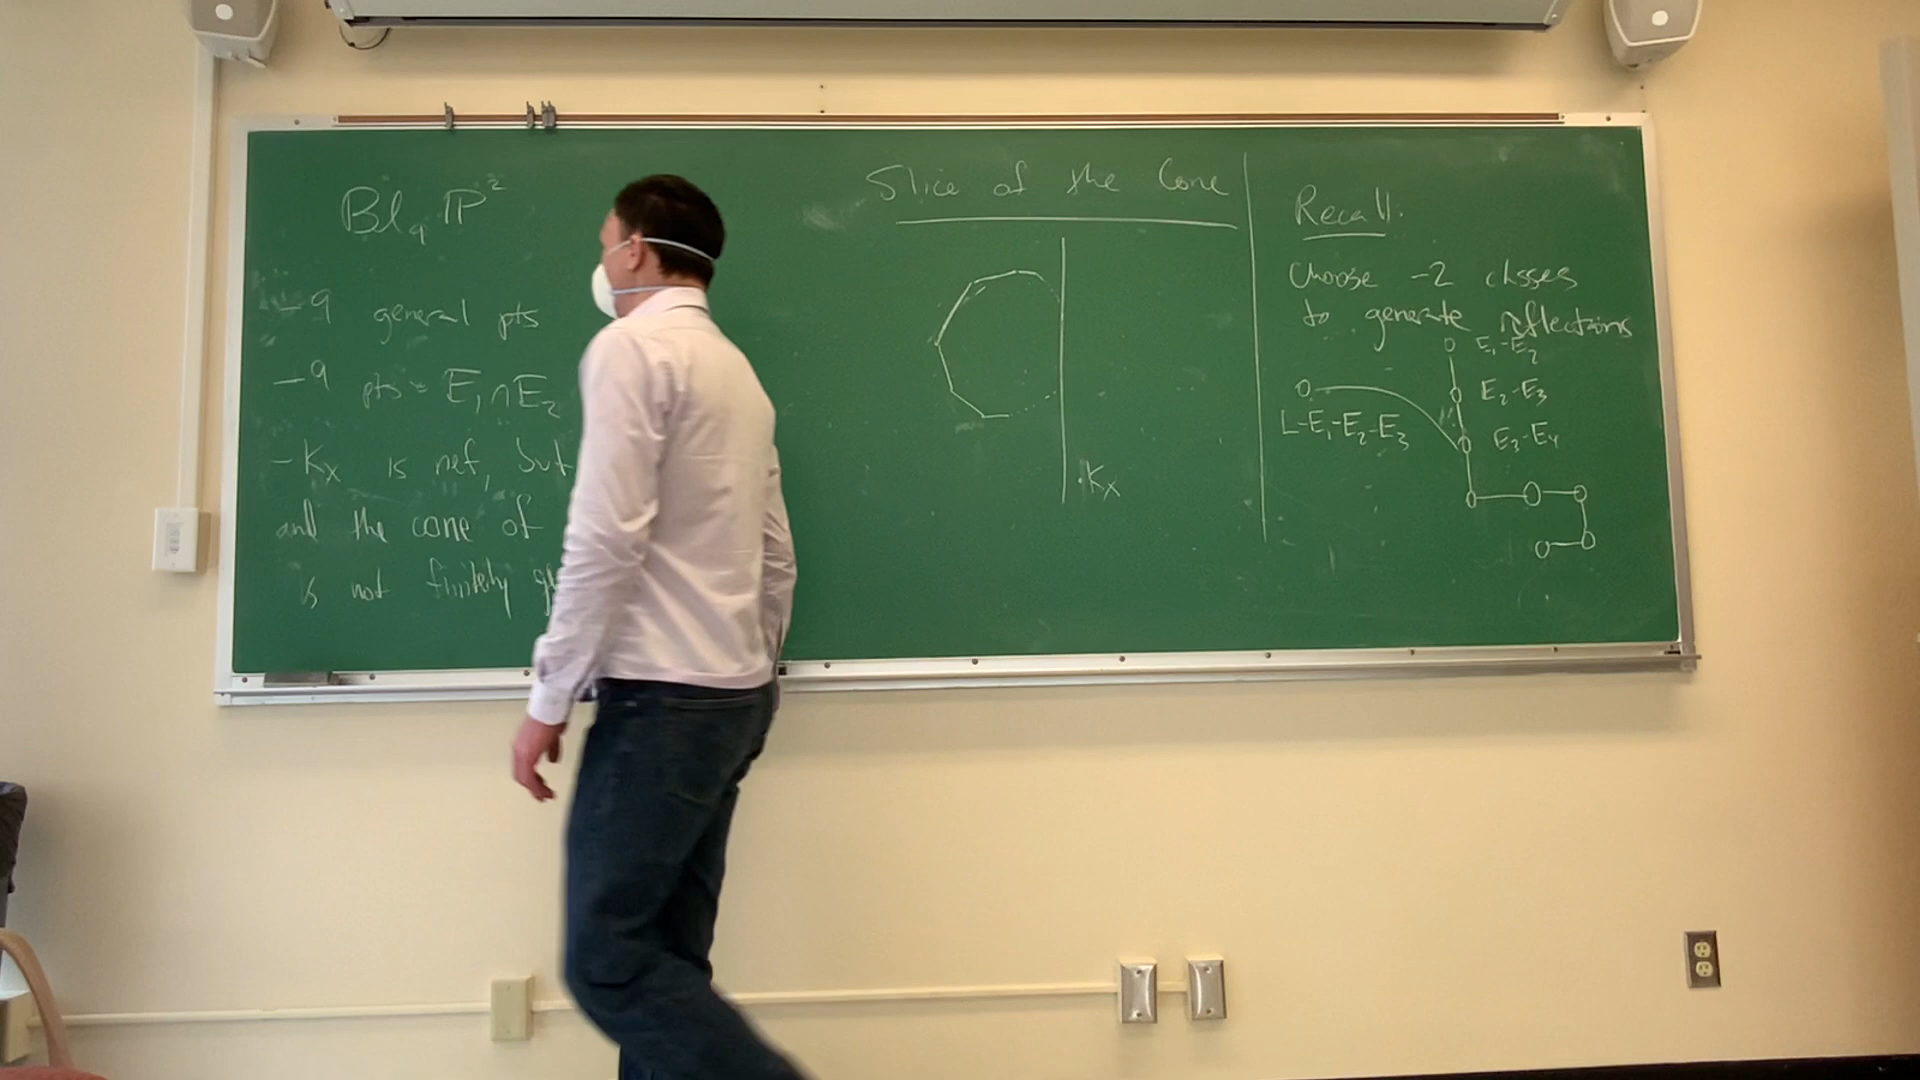 Bl₉ ℙ²
- 9 general pts
- 9 pts = E₁∩E₂
-Kx is nef, but
and the cone of
is not finitely
Slice of the Cone
·Kx
Recall:
Choose -2 clsses
to generate reflections
E₁-E₂
E₂-E₃
L-E₁-E₂-E₃
E₃-E₄